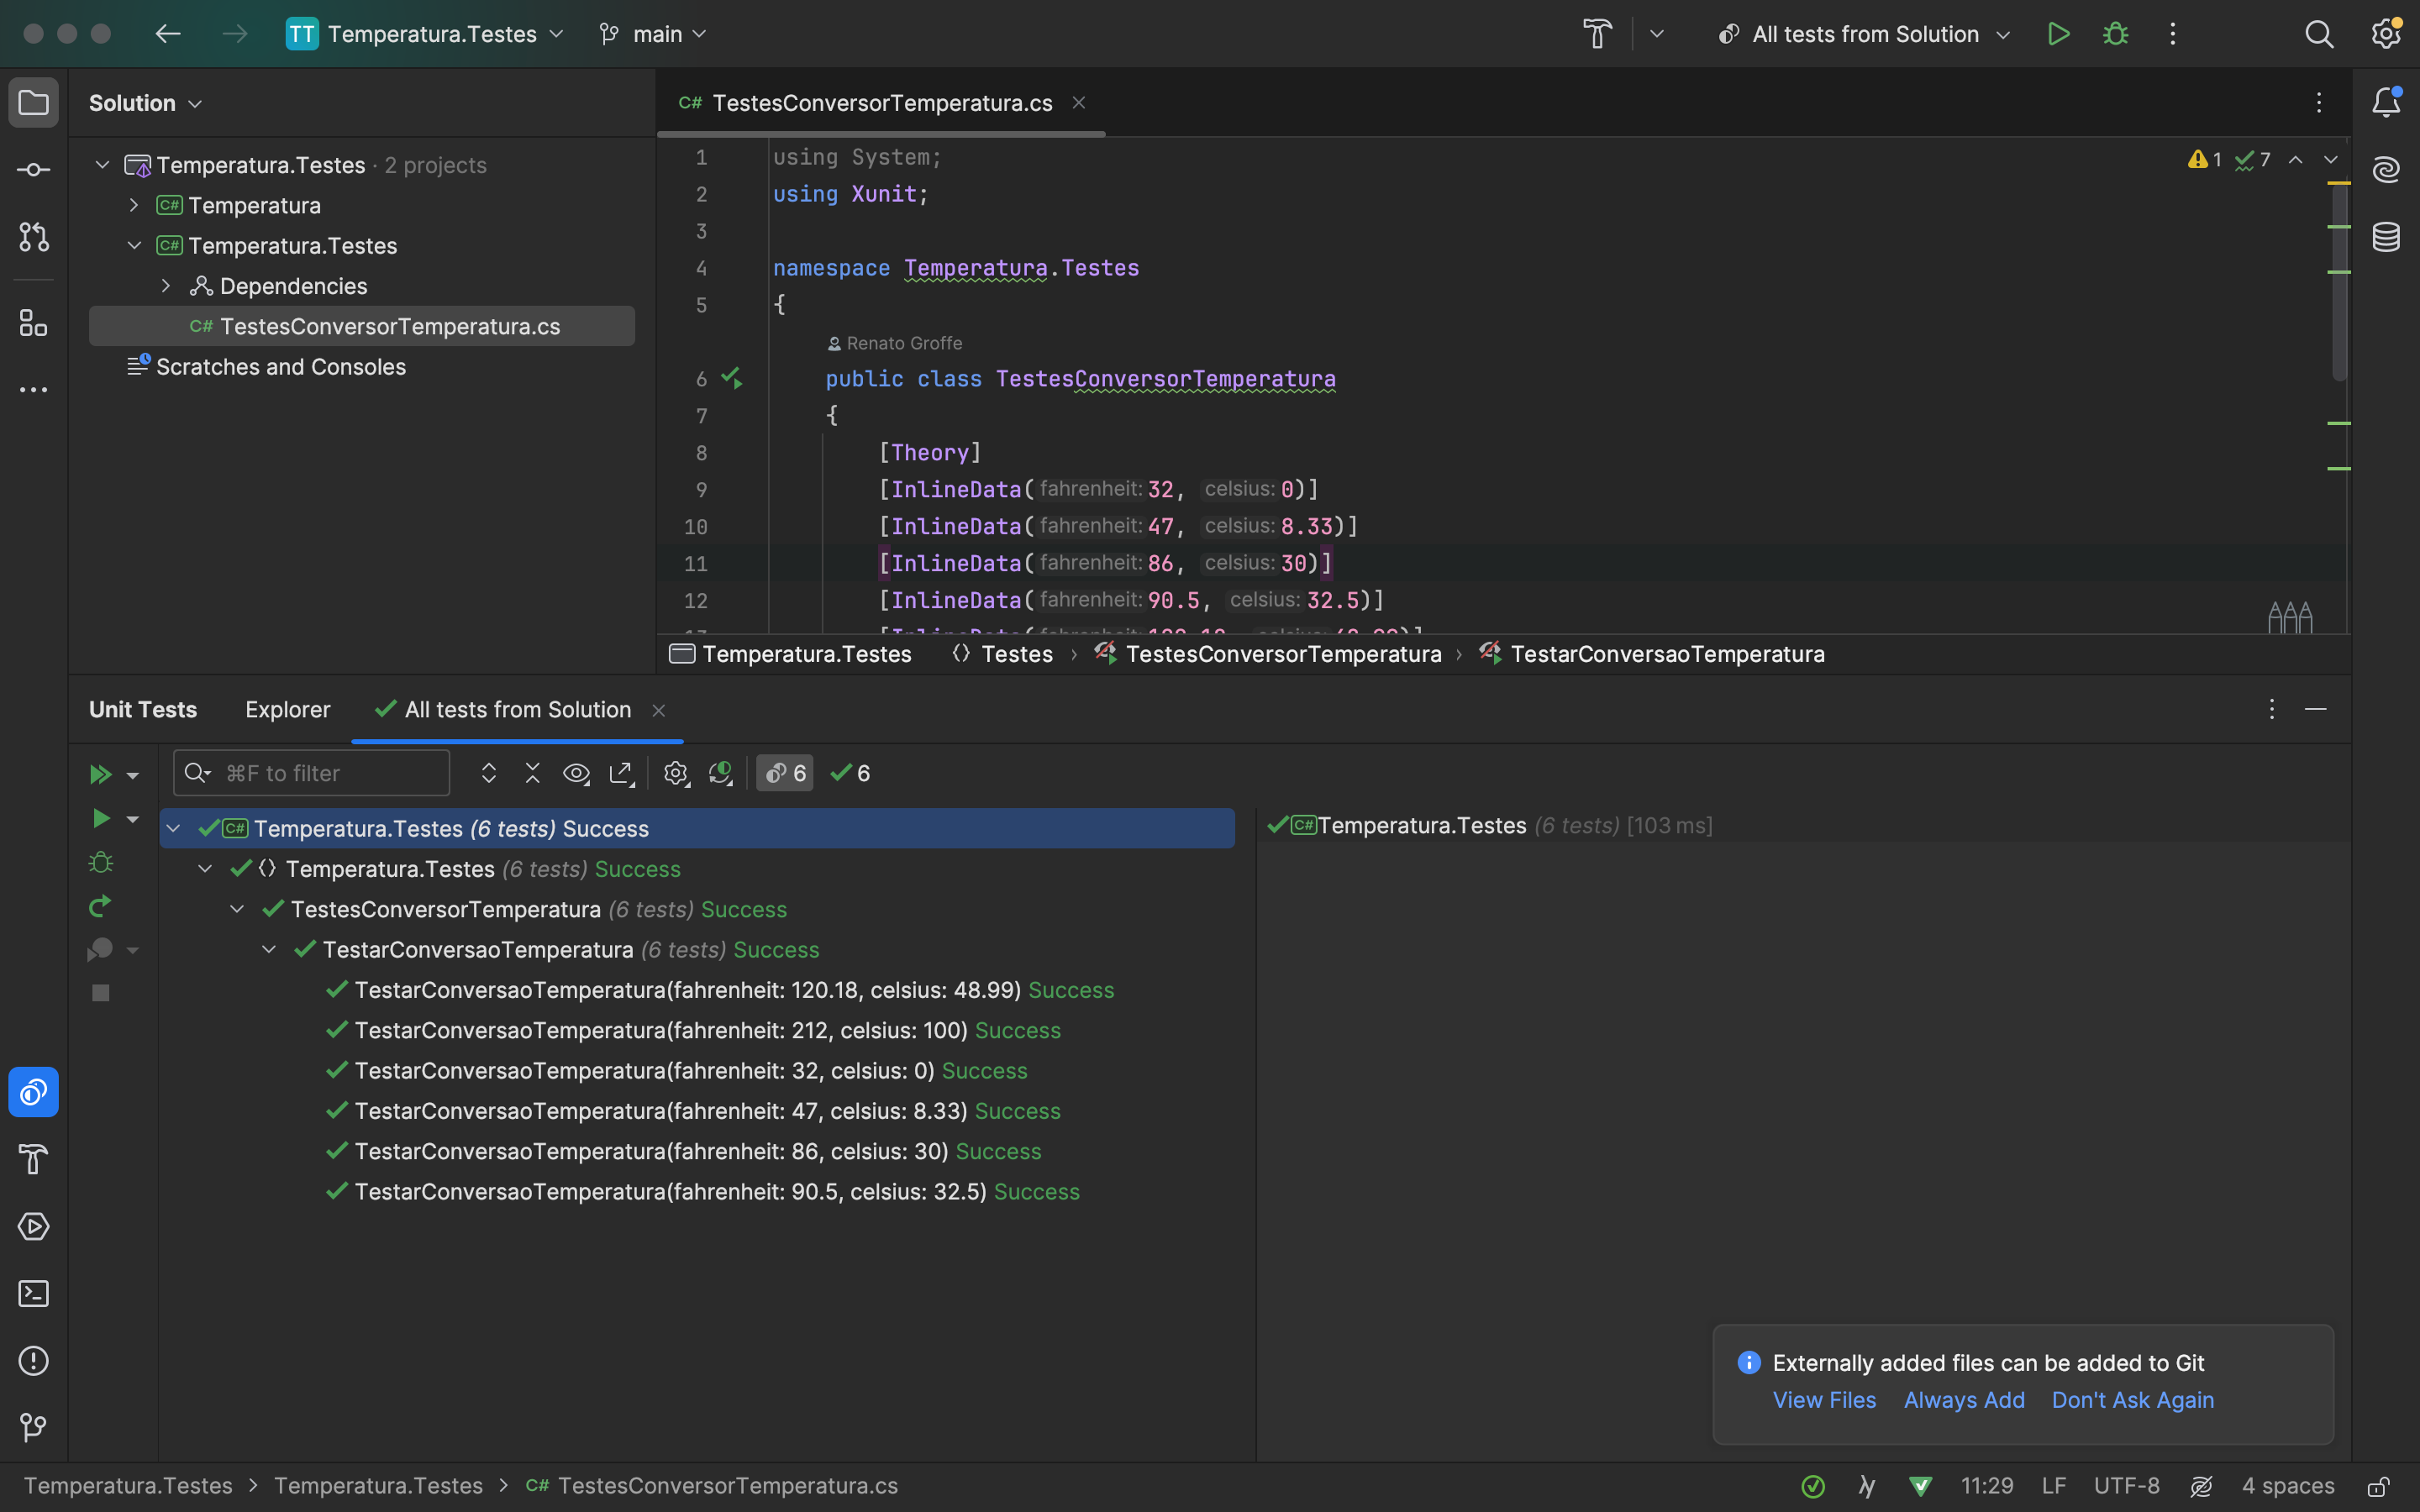 TT Temperatura.Testes main All tests from Solution
Solution
Temperatura.Testes · 2 projects
C# Temperatura
C# Temperatura.Testes
Dependencies
C# TestesConversorTemperatura.cs
Scratches and Consoles
C# TestesConversorTemperatura.cs
1 7
1 using System;
2 using Xunit;
3
4 namespace Temperatura.Testes
5 {
Renato Groffe
6 public class TestesConversorTemperatura
7 {
8 [Theory]
9 [InlineData(fahrenheit: 32, celsius: 0)]
10 [InlineData(fahrenheit: 47, celsius: 8.33)]
11 [InlineData(fahrenheit: 86, celsius: 30)]
12 [InlineData(fahrenheit: 90.5, celsius: 32.5)]
Temperatura.Testes Testes › TestesConversorTemperatura › TestarConversaoTemperatura
Unit Tests Explorer All tests from Solution
⌘F to filter 6 6
C# Temperatura.Testes (6 tests) Success
Temperatura.Testes (6 tests) Success
TestesConversorTemperatura (6 tests) Success
TestarConversaoTemperatura (6 tests) Success
TestarConversaoTemperatura(fahrenheit: 120.18, celsius: 48.99) Success
TestarConversaoTemperatura(fahrenheit: 212, celsius: 100) Success
TestarConversaoTemperatura(fahrenheit: 32, celsius: 0) Success
TestarConversaoTemperatura(fahrenheit: 47, celsius: 8.33) Success
TestarConversaoTemperatura(fahrenheit: 86, celsius: 30) Success
TestarConversaoTemperatura(fahrenheit: 90.5, celsius: 32.5) Success
C# Temperatura.Testes (6 tests) [103 ms]
Externally added files can be added to Git
View Files Always Add Don't Ask Again
Temperatura.Testes > Temperatura.Testes > C# TestesConversorTemperatura.cs 11:29 LF UTF-8 4 spaces